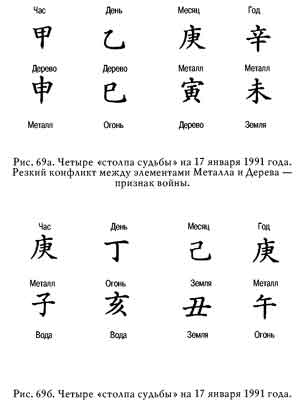 Час День Месяц Год
甲 乙 庚 辛
Дерево Дерево Металл Металл
申 巳 寅 未
Металл Огонь Дерево Земля
Рис. 69а. Четыре «столпа судьбы» на 17 января 1991 года.
Резкий конфликт между элементами Металла и Дерева —
признак войны.
Час День Месяц Год
庚 丁 己 庚
Металл Огонь Земля Металл
子 亥 丑 午
Вода Вода Земля Огонь
Рис. 69б. Четыре «столпа судьбы» на 17 января 1991 года.